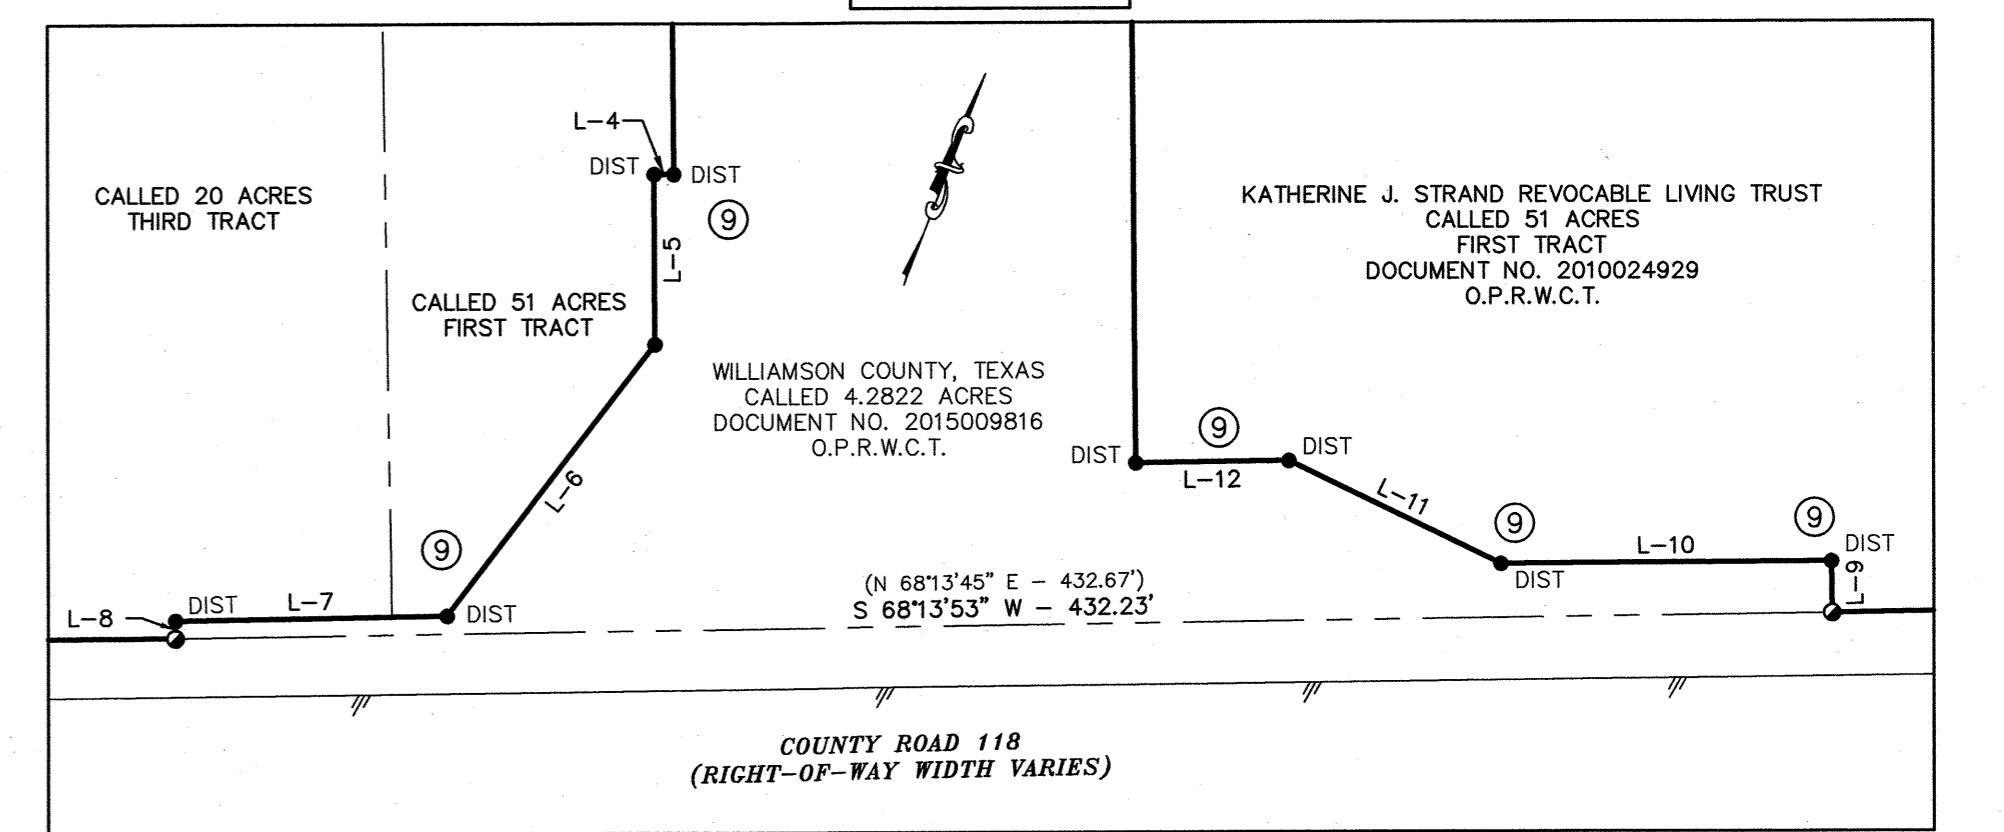 L-4
DIST
DIST
9
CALLED 20 ACRES
THIRD TRACT
L-5
CALLED 51 ACRES
FIRST TRACT
KATHERINE J. STRAND REVOCABLE LIVING TRUST
CALLED 51 ACRES
FIRST TRACT
DOCUMENT NO. 2010024929
O.P.R.W.C.T.
WILLIAMSON COUNTY, TEXAS
CALLED 4.2822 ACRES
DOCUMENT NO. 2015009816
O.P.R.W.C.T.
L-6
9
DIST
9
DIST
L-12
L-11
9
DIST
L-10
9
DIST
L-9
L-8
DIST
L-7
DIST
(N 68°13'45" E - 432.67')
S 68°13'53" W - 432.23'
COUNTY ROAD 118
(RIGHT-OF-WAY WIDTH VARIES)